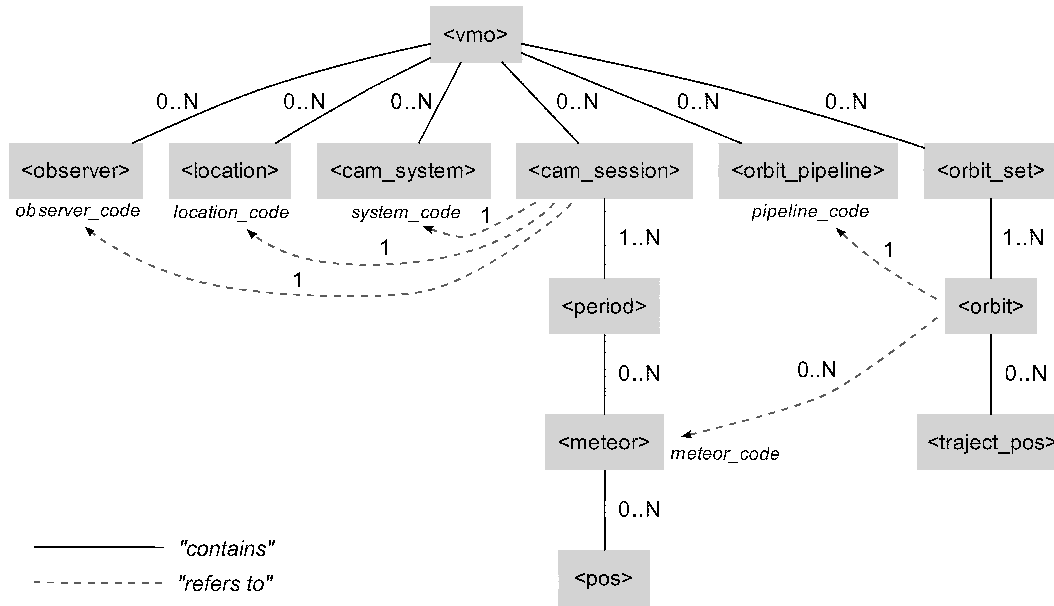 <vmo>
0..N 0..N 0..N 0..N 0..N 0..N
<observer> <location> <cam_system> <cam_session> <orbit_pipeline> <orbit_set>
observer_code location_code system_code pipeline_code
1
1
1
1
1..N 1..N
<period> <orbit>
0..N 0..N 0..N
<meteor> <traject_pos>
meteor_code
0..N
<pos>
"contains"
"refers to"